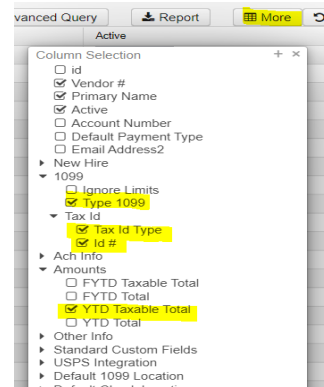 vanced Query Report More
Active
Column Selection + ×
id
Vendor #
Primary Name
Active
Account Number
Default Payment Type
Email Address2
New Hire
1099
Ignore Limits
Type 1099
Tax Id
Tax Id Type
Id #
Ach Info
Amounts
FYTD Taxable Total
FYTD Total
YTD Taxable Total
YTD Total
Other Info
Standard Custom Fields
USPS Integration
Default 1099 Location